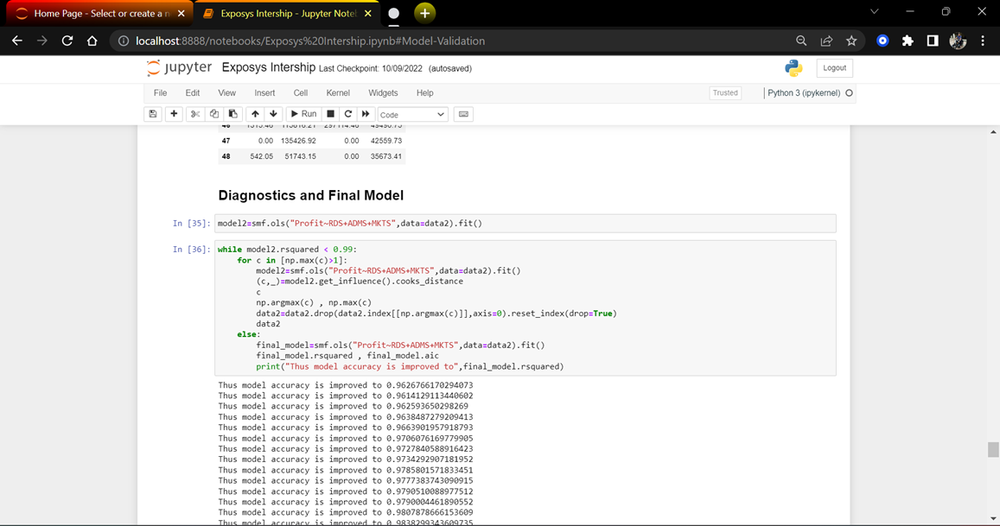 Home Page - Select or create a n
Exposys Intership - Jupyter Note
localhost:8888/notebooks/Exposys%20Intership.ipynb#Model-Validation
jupyter Exposys Intership Last Checkpoint: 10/09/2022 (autosaved)
Logout
File Edit View Insert Cell Kernel Widgets Help
Trusted
Python 3 (ipykernel)
Run
Code
47 0.00 135426.92 0.00 42559.73
48 542.05 51743.15 0.00 35673.41
Diagnostics and Final Model
In [35]: model2=smf.ols("Profit~RDS+ADMS+MKTS",data=data2).fit()
In [36]: while model2.rsquared < 0.99:
for c in [np.max(c)>1]:
model2=smf.ols("Profit~RDS+ADMS+MKTS",data=data2).fit()
(c,_)=model2.get_influence().cooks_distance
c
np.argmax(c) , np.max(c)
data2=data2.drop(data2.index[[np.argmax(c)]],axis=0).reset_index(drop=True)
data2
else:
final_model=smf.ols("Profit~RDS+ADMS+MKTS",data=data2).fit()
final_model.rsquared , final_model.aic
print("Thus model accuracy is improved to",final_model.rsquared)
Thus model accuracy is improved to 0.9626766170294073
Thus model accuracy is improved to 0.9614129113440602
Thus model accuracy is improved to 0.962593650298269
Thus model accuracy is improved to 0.9638487279209413
Thus model accuracy is improved to 0.9663901957918793
Thus model accuracy is improved to 0.9706076169779905
Thus model accuracy is improved to 0.9727840588916423
Thus model accuracy is improved to 0.9734292907181952
Thus model accuracy is improved to 0.9785801571833451
Thus model accuracy is improved to 0.9777383743090915
Thus model accuracy is improved to 0.9790510088977512
Thus model accuracy is improved to 0.9790004461890552
Thus model accuracy is improved to 0.9807878666153609
Thus model accuracy is improved to 0.9838299343609735